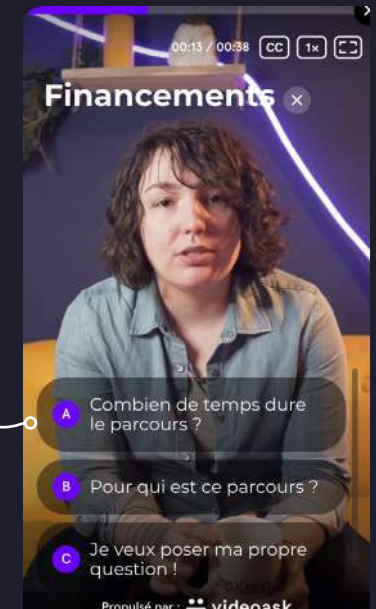 00:13 / 00:38 CC 1x
Financements
A Combien de temps dure
le parcours ?
B Pour qui est ce parcours ?
C Je veux poser ma propre
question !
Propulsé par : videoask